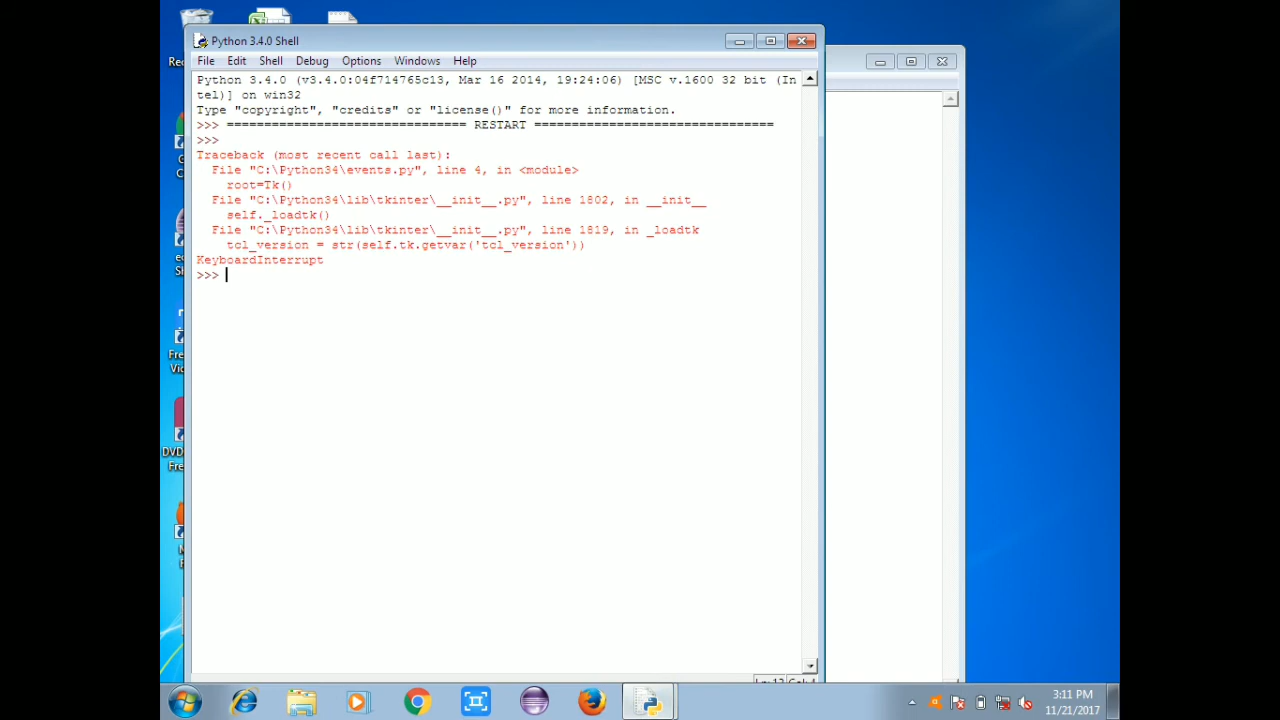 Python 3.4.0 Shell
File Edit Shell Debug Options Windows Help
Python 3.4.0 (v3.4.0:04f714765c13, Mar 16 2014, 19:24:06) [MSC v.1600 32 bit (In
tel)] on win32
Type "copyright", "credits" or "license()" for more information.
>>> ================================ RESTART ================================
>>>
Traceback (most recent call last):
File "C:\Python34\events.py", line 4, in <module>
root=Tk()
File "C:\Python34\lib\tkinter\__init__.py", line 1802, in __init__
self._loadtk()
File "C:\Python34\lib\tkinter\__init__.py", line 1819, in _loadtk
tcl_version = str(self.tk.getvar('tcl_version'))
KeyboardInterrupt
>>>
3:11 PM
11/21/2017